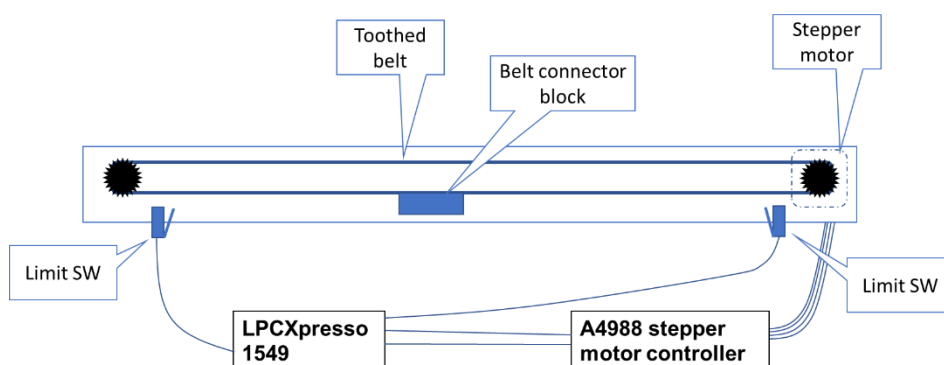 Toothed
belt
Stepper
motor
Belt connector
block
Limit SW
Limit SW
LPCXpresso
1549
A4988 stepper
motor controller